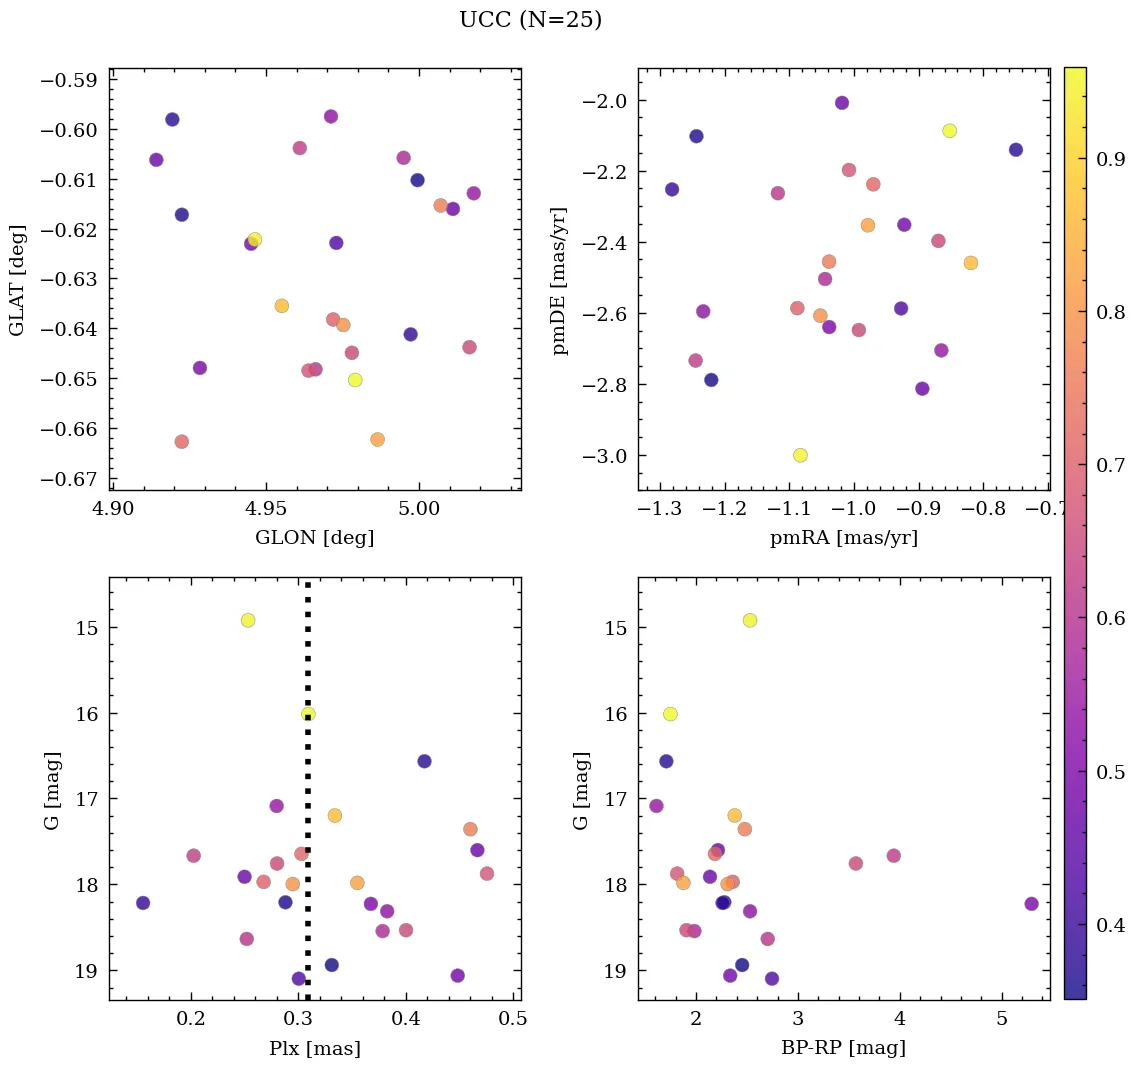 UCC (N=25)
−0.59
−0.60
−0.61
−0.62
−0.63
−0.64
−0.65
−0.66
−0.67
GLAT [deg]
4.90 4.95 5.00
GLON [deg]
−2.0
−2.2
−2.4
−2.6
−2.8
−3.0
pmDE [mas/yr]
−1.3 −1.2 −1.1 −1.0 −0.9 −0.8 −0.7
pmRA [mas/yr]
0.9
0.8
0.7
0.6
0.5
0.4
15
16
17
18
19
G [mag]
0.2 0.3 0.4 0.5
Plx [mas]
15
16
17
18
19
G [mag]
2 3 4 5
BP-RP [mag]